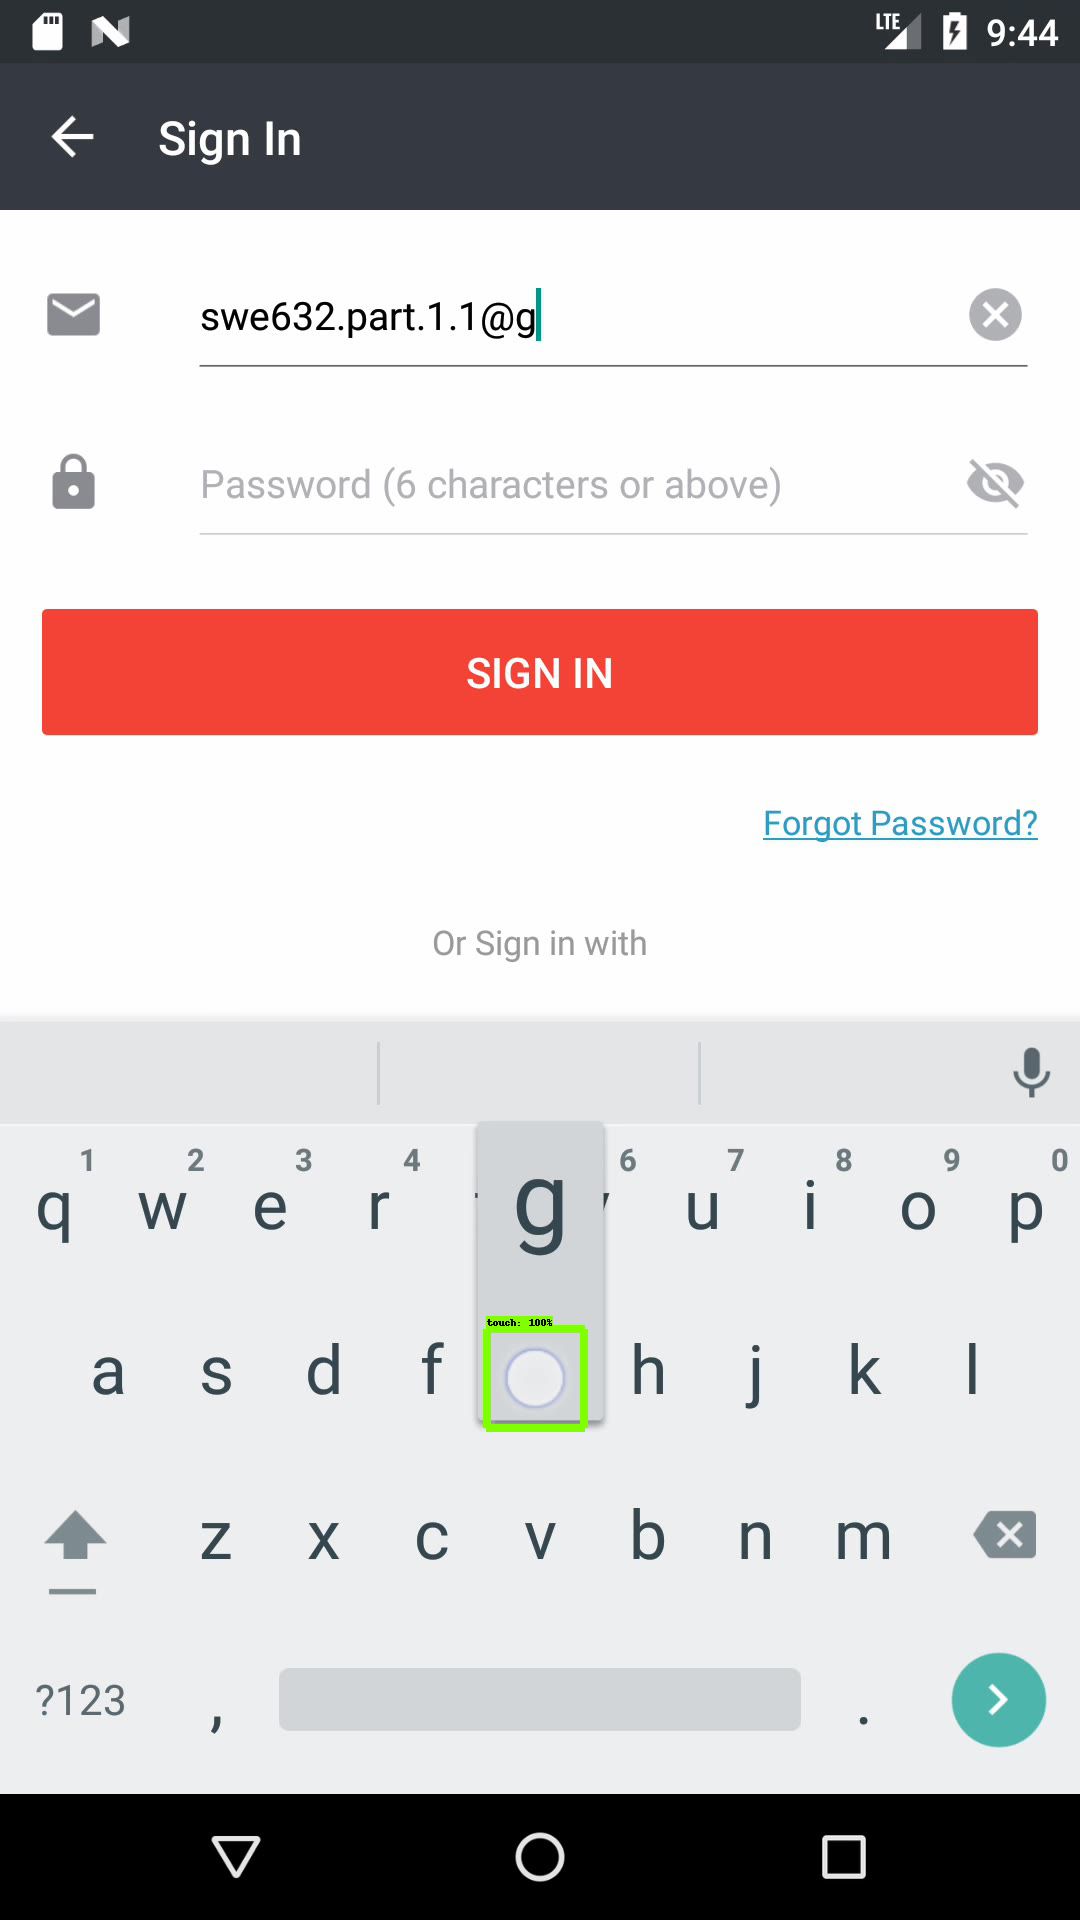 LTE 9:44
Sign In
swe632.part.1.1@g
Password (6 characters or above)
SIGN IN
Forgot Password?
Or Sign in with
1 2 3 4 6 7 8 9 0
q w e r g u i o p
touch: 100%
a s d f h j k l
z x c v b n m
?123 , .